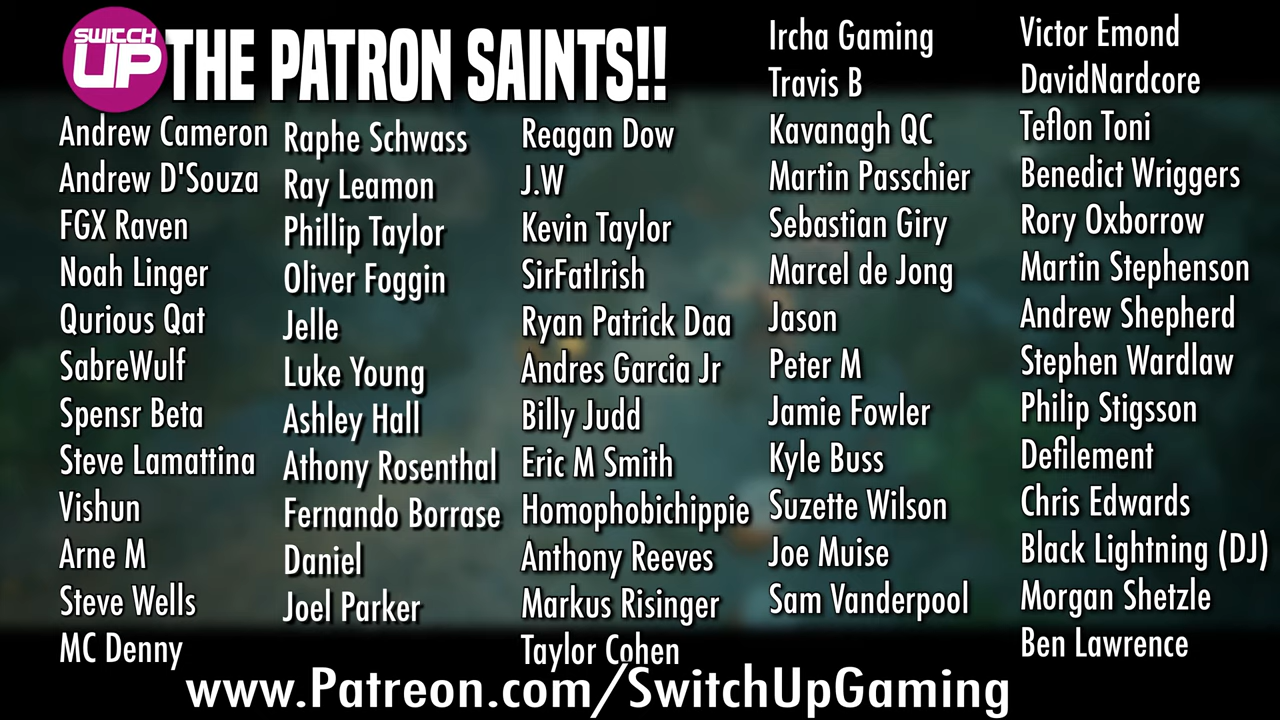 SWITCH
UP
THE PATRON SAINTS!!
Andrew Cameron
Andrew D'Souza
FGX Raven
Noah Linger
Qurious Qat
SabreWulf
Spensr Beta
Steve Lamattina
Vishun
Arne M
Steve Wells
MC Denny
Raphe Schwass
Ray Leamon
Phillip Taylor
Oliver Foggin
Jelle
Luke Young
Ashley Hall
Athony Rosenthal
Fernando Borrase
Daniel
Joel Parker
Reagan Dow
J.W
Kevin Taylor
SirFatIrish
Ryan Patrick Daa
Andres Garcia Jr
Billy Judd
Eric M Smith
Homophobichippie
Anthony Reeves
Markus Risinger
Taylor Cohen
Ircha Gaming
Travis B
Kavanagh QC
Martin Passchier
Sebastian Giry
Marcel de Jong
Jason
Peter M
Jamie Fowler
Kyle Buss
Suzette Wilson
Joe Muise
Sam Vanderpool
Victor Emond
DavidNardcore
Teflon Toni
Benedict Wriggers
Rory Oxborrow
Martin Stephenson
Andrew Shepherd
Stephen Wardlaw
Philip Stigsson
Defilement
Chris Edwards
Black Lightning (DJ)
Morgan Shetzle
Ben Lawrence
www.Patreon.com/SwitchUpGaming